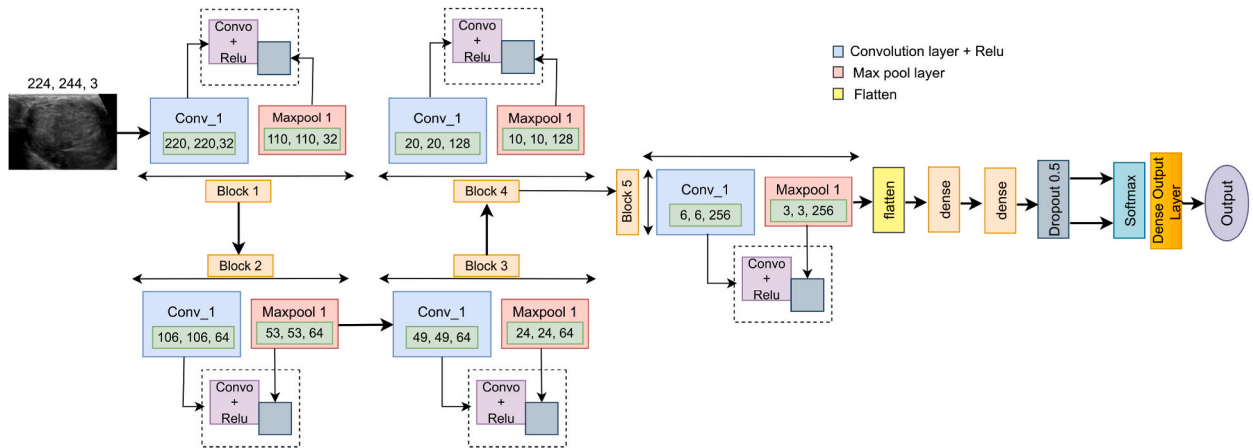 224, 244, 3
Convo
+
Relu
Conv_1
220, 220,32
Maxpool 1
110, 110, 32
Block 1
Block 2
Conv_1
106, 106, 64
Maxpool 1
53, 53, 64
Convo
+
Relu
Convo
+
Relu
Conv_1
20, 20, 128
Maxpool 1
10, 10, 128
Block 4
Block 3
Conv_1
49, 49, 64
Maxpool 1
24, 24, 64
Convo
+
Relu
Convolution layer + Relu
Max pool layer
Flatten
Block 5
Conv_1
6, 6, 256
Maxpool 1
3, 3, 256
Convo
+
Relu
flatten
dense
dense
Dropout 0.5
Softmax
Dense Output
Layer
Output